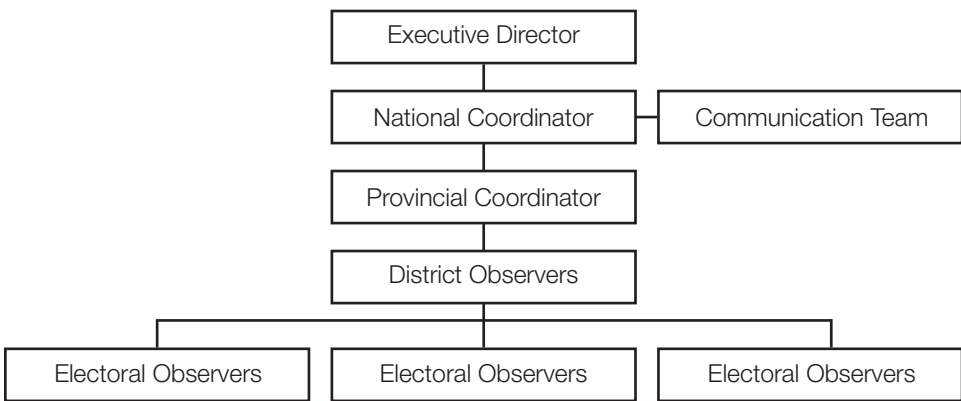 Executive Director
National Coordinator
Communication Team
Provincial Coordinator
District Observers
Electoral Observers
Electoral Observers
Electoral Observers